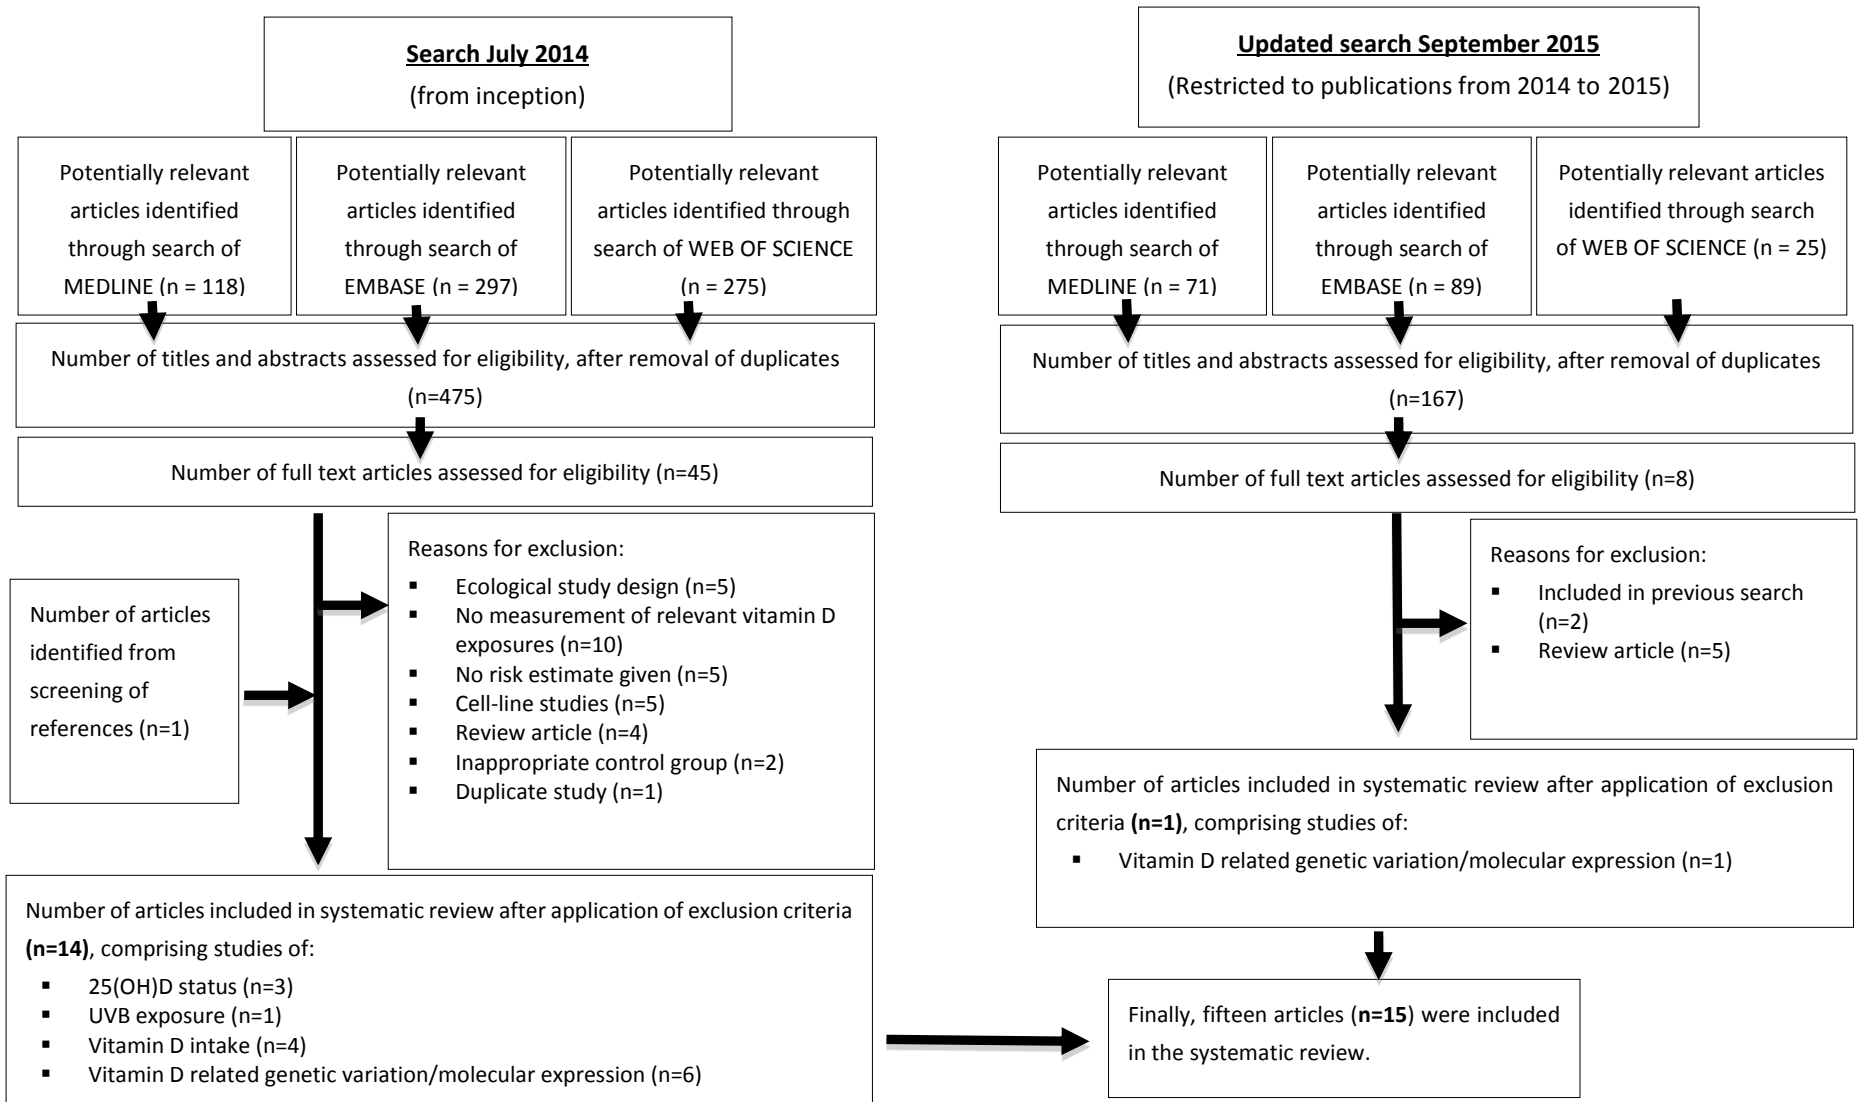 Search July 2014
(from inception)
Potentially relevant
articles identified
through search of
MEDLINE (n = 118)
Potentially relevant
articles identified
through search of
EMBASE (n = 297)
Potentially relevant
articles identified through
search of WEB OF SCIENCE
(n = 275)
Number of titles and abstracts assessed for eligibility, after removal of duplicates
(n=475)
Number of full text articles assessed for eligibility (n=45)
Number of articles
identified from
screening of
references (n=1)
Reasons for exclusion:
▪ Ecological study design (n=5)
▪ No measurement of relevant vitamin D
exposures (n=10)
▪ No risk estimate given (n=5)
▪ Cell-line studies (n=5)
▪ Review article (n=4)
▪ Inappropriate control group (n=2)
▪ Duplicate study (n=1)
Number of articles included in systematic review after application of exclusion criteria
(n=14), comprising studies of:
▪ 25(OH)D status (n=3)
▪ UVB exposure (n=1)
▪ Vitamin D intake (n=4)
▪ Vitamin D related genetic variation/molecular expression (n=6)
Updated search September 2015
(Restricted to publications from 2014 to 2015)
Potentially relevant
articles identified
through search of
MEDLINE (n = 71)
Potentially relevant
articles identified
through search of
EMBASE (n = 89)
Potentially relevant articles
identified through search
of WEB OF SCIENCE (n = 25)
Number of titles and abstracts assessed for eligibility, after removal of duplicates
(n=167)
Number of full text articles assessed for eligibility (n=8)
Reasons for exclusion:
▪ Included in previous search
(n=2)
▪ Review article (n=5)
Number of articles included in systematic review after application of exclusion
criteria (n=1), comprising studies of:
▪ Vitamin D related genetic variation/molecular expression (n=1)
Finally, fifteen articles (n=15) were included
in the systematic review.